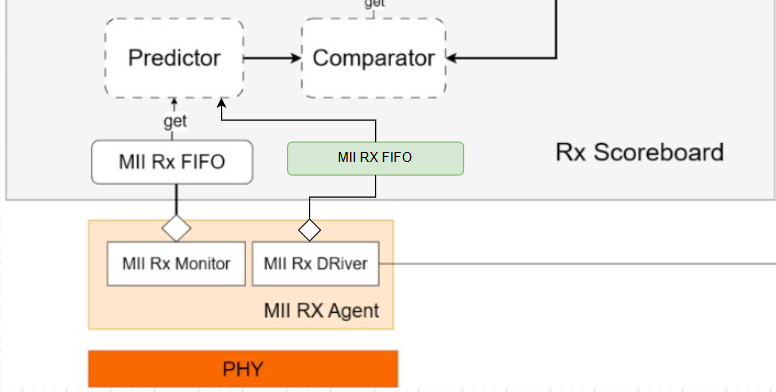 get
Predictor
Comparator
get
MII Rx FIFO
MII RX FIFO
Rx Scoreboard
MII Rx Monitor
MII Rx DRiver
MII RX Agent
PHY